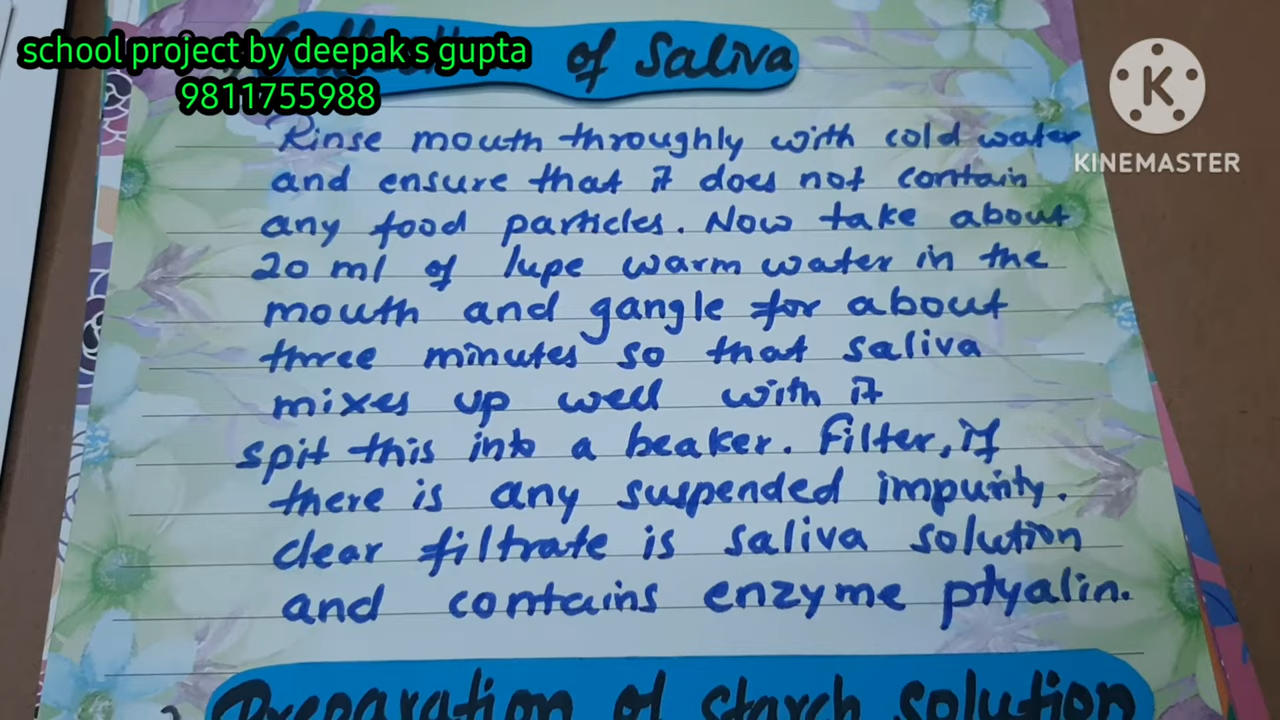 school project by deepak s gupta
9811755988
of Saliva
K
KINEMASTER
Rinse mouth throughly with cold water
and ensure that it does not contain
any food particles. Now take about
20 ml of lupe warm water in the
mouth and gangle for about
three minutes so that saliva
mixes up well with it
spit this into a beaker. Filter, if
there is any suspended impurity.
clear filtrate is saliva solution
and contains enzyme ptyalin.
Preparation of starch solution